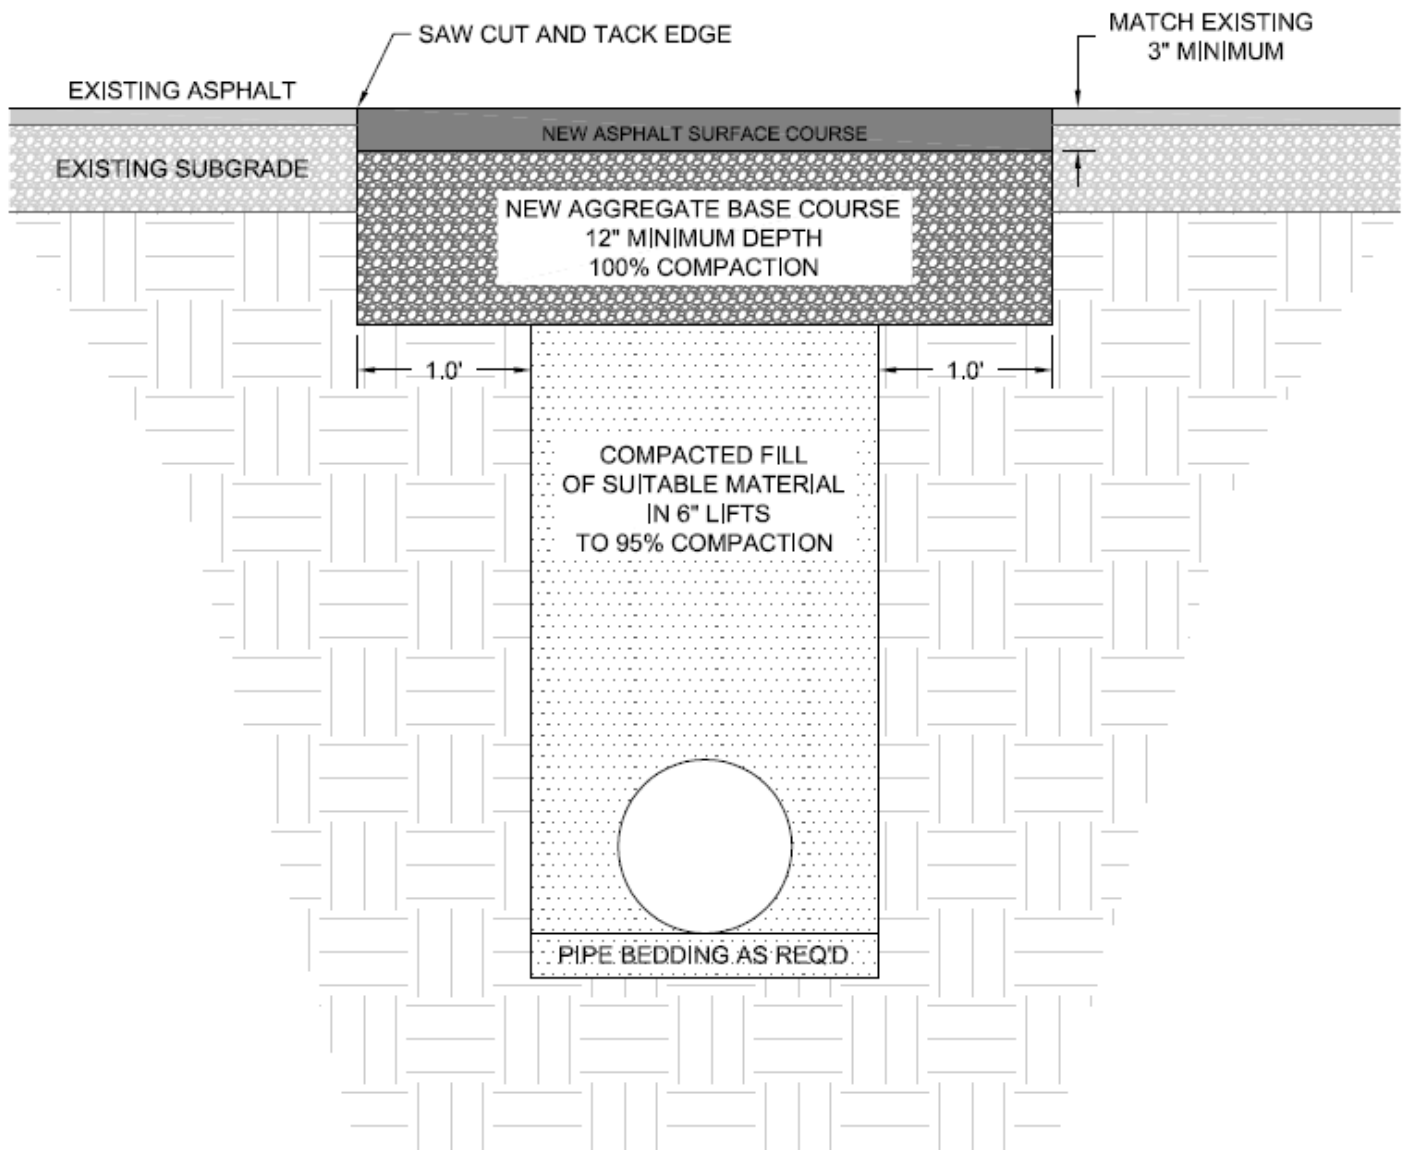 SAW CUT AND TACK EDGE
MATCH EXISTING
3" MINIMUM
EXISTING ASPHALT
NEW ASPHALT SURFACE COURSE
EXISTING SUBGRADE
NEW AGGREGATE BASE COURSE
12" MINIMUM DEPTH
100% COMPACTION
1.0'
1.0'
COMPACTED FILL
OF SUITABLE MATERIAL
IN 6" LIFTS
TO 95% COMPACTION
PIPE BEDDING AS REQ'D